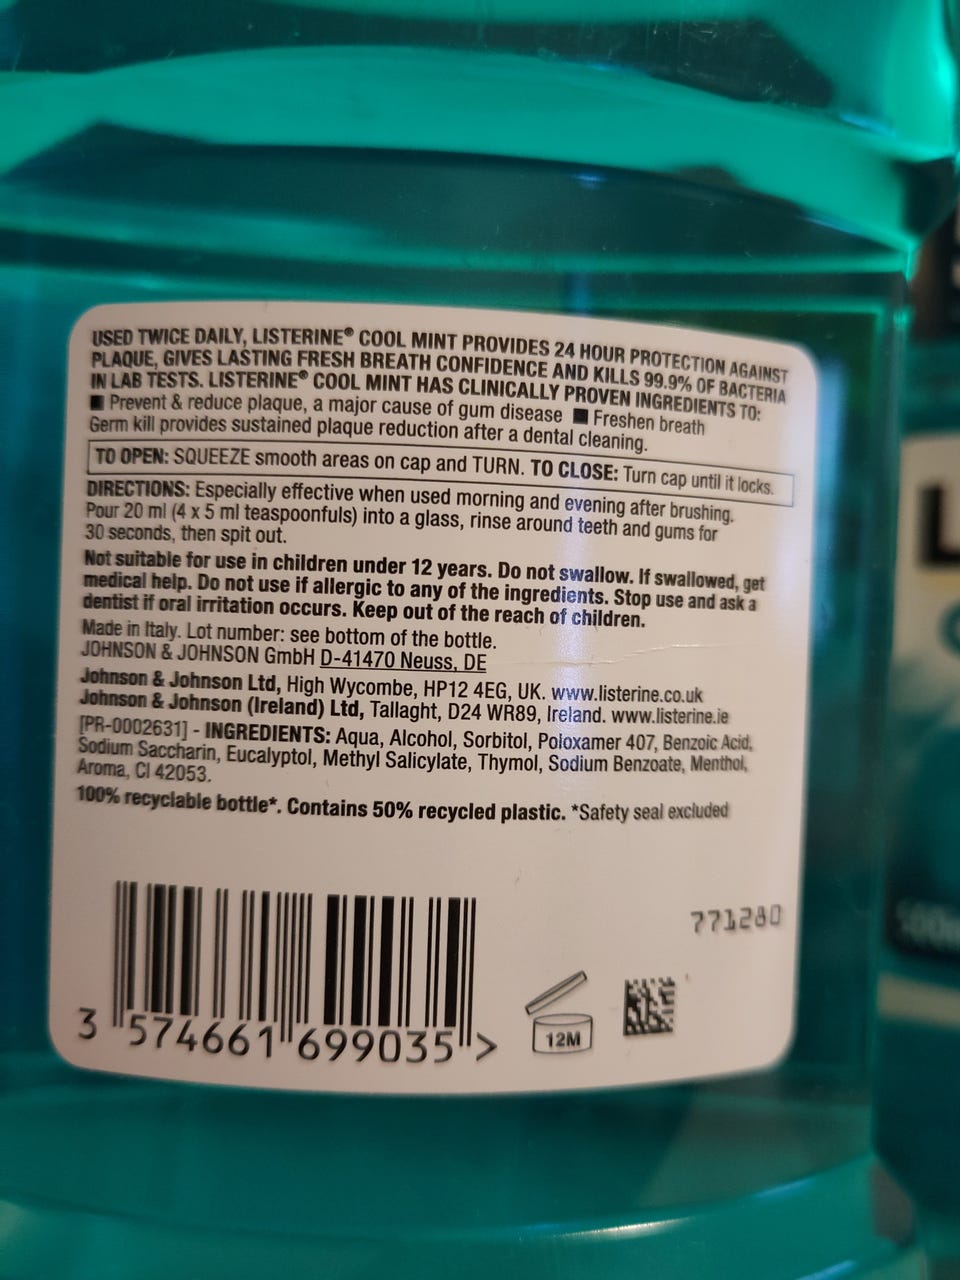 USED TWICE DAILY, LISTERINE® COOL MINT PROVIDES 24 HOUR PROTECTION AGAINST
PLAQUE, GIVES LASTING FRESH BREATH CONFIDENCE AND KILLS 99.9% OF BACTERIA
IN LAB TESTS. LISTERINE® COOL MINT HAS CLINICALLY PROVEN INGREDIENTS TO:
■ Prevent & reduce plaque, a major cause of gum disease ■ Freshen breath
Germ kill provides sustained plaque reduction after a dental cleaning.
TO OPEN: SQUEEZE smooth areas on cap and TURN. TO CLOSE: Turn cap until it locks.
DIRECTIONS: Especially effective when used morning and evening after brushing.
Pour 20 ml (4 x 5 ml teaspoonfuls) into a glass, rinse around teeth and gums for
30 seconds, then spit out.
Not suitable for use in children under 12 years. Do not swallow. If swallowed, get
medical help. Do not use if allergic to any of the ingredients. Stop use and ask a
dentist if oral irritation occurs. Keep out of the reach of children.
Made in Italy. Lot number: see bottom of the bottle.
JOHNSON & JOHNSON GmbH D-41470 Neuss, DE
Johnson & Johnson Ltd, High Wycombe, HP12 4EG, UK. www.listerine.co.uk
Johnson & Johnson (Ireland) Ltd, Tallaght, D24 WR89, Ireland. www.listerine.ie
[PR-0002631] - INGREDIENTS: Aqua, Alcohol, Sorbitol, Poloxamer 407, Benzoic Acid,
Sodium Saccharin, Eucalyptol, Methyl Salicylate, Thymol, Sodium Benzoate, Menthol,
Aroma, CI 42053.
100% recyclable bottle*. Contains 50% recycled plastic. *Safety seal excluded
771280
12M
3 574661 699035 >